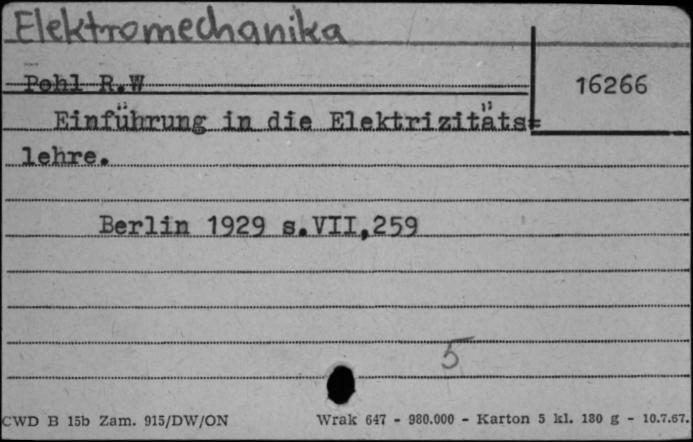 Elektromechanika
Pohl R.W
16266
Einführung in die Elektrizitäts=
lehre.
Berlin 1929 s.VII,259
5
CWD B 15b Zam. 915/DW/ON Wrak 647 - 980.000 - Karton 5 kl. 180 g - 10.7.67.